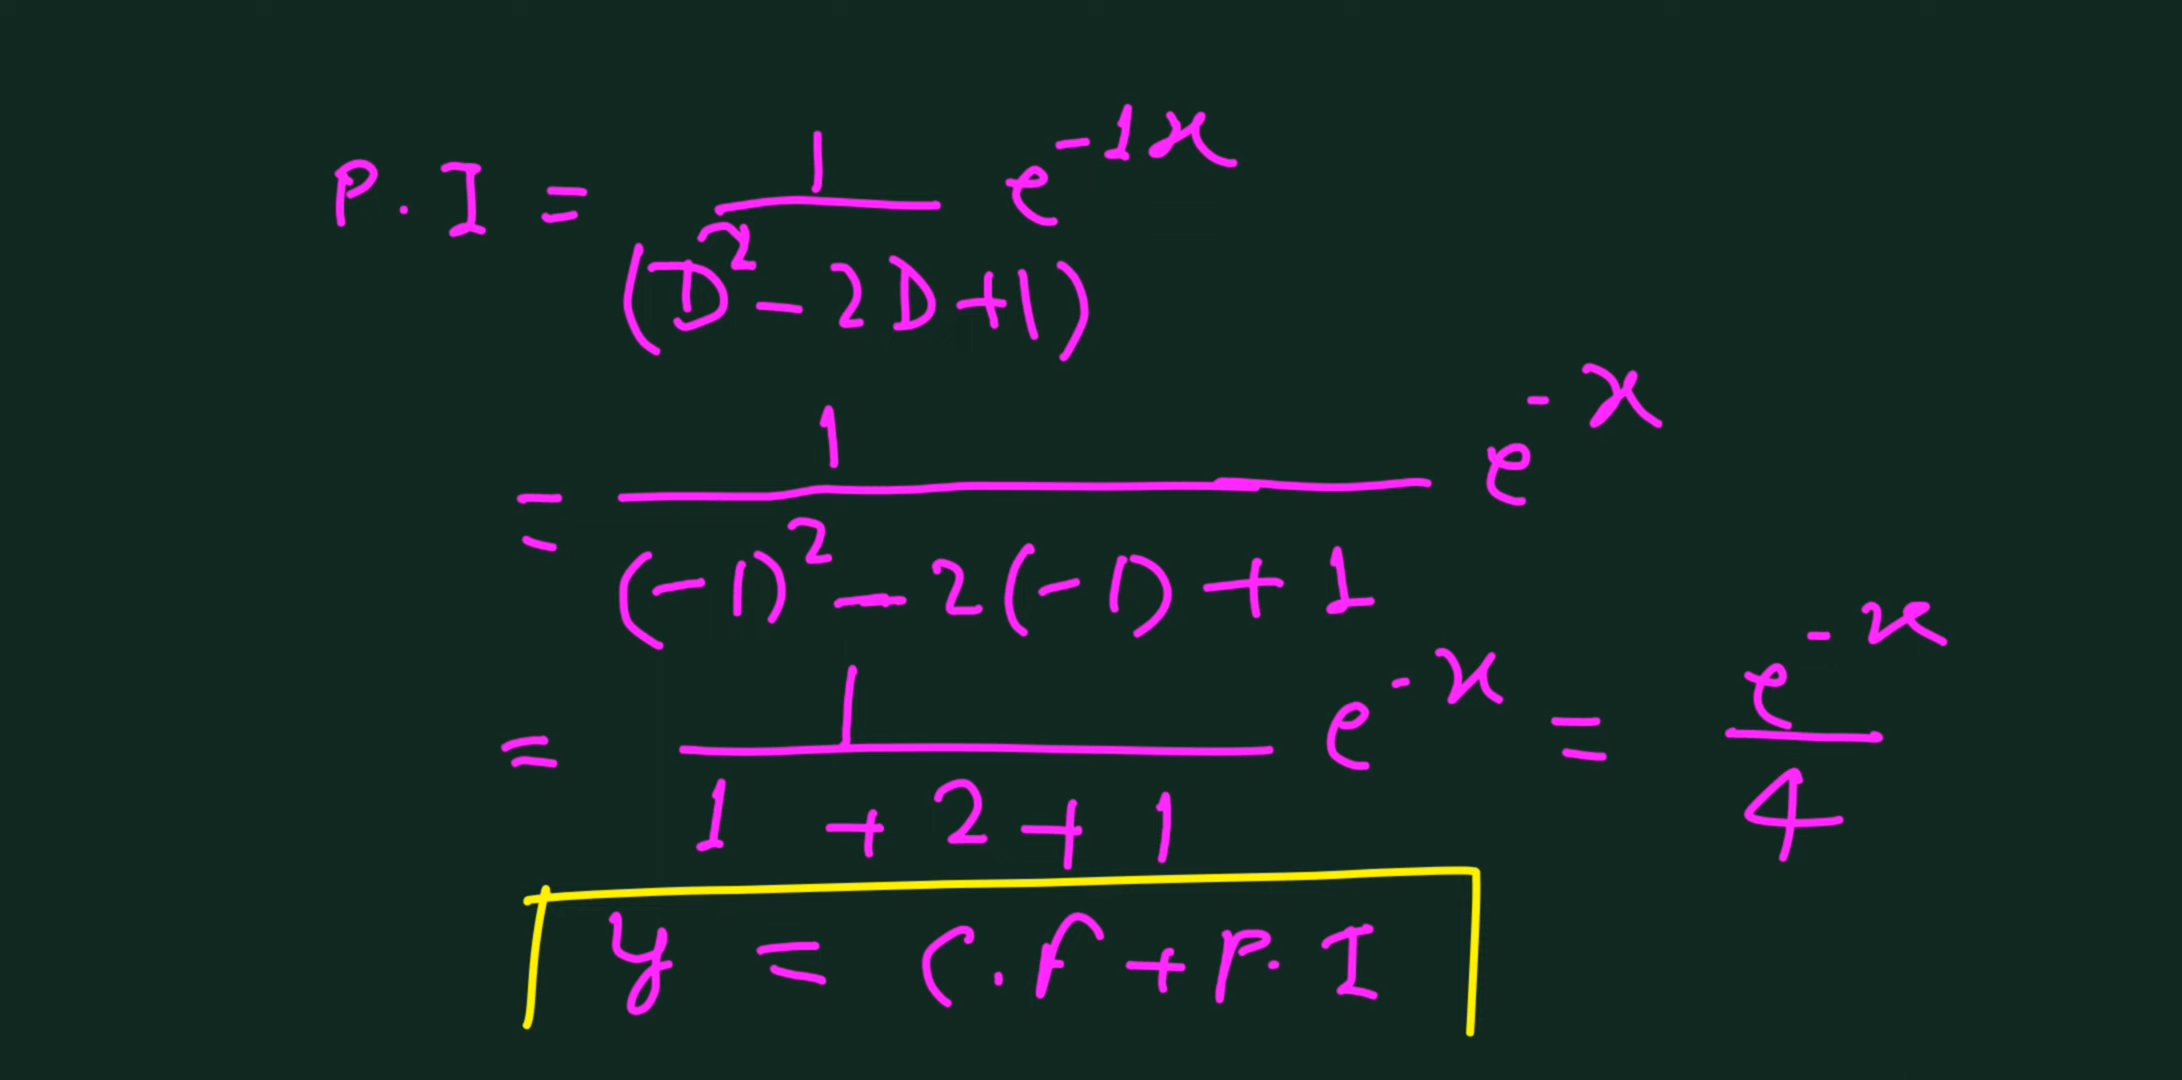 P.I = 1/(D² - 2D + 1) e^(-1x)
= 1/((-1)² - 2(-1) + 1) e^(-x)
= 1/(1 + 2 + 1) e^(-x) = e^(-x)/4
y = C.F + P.I